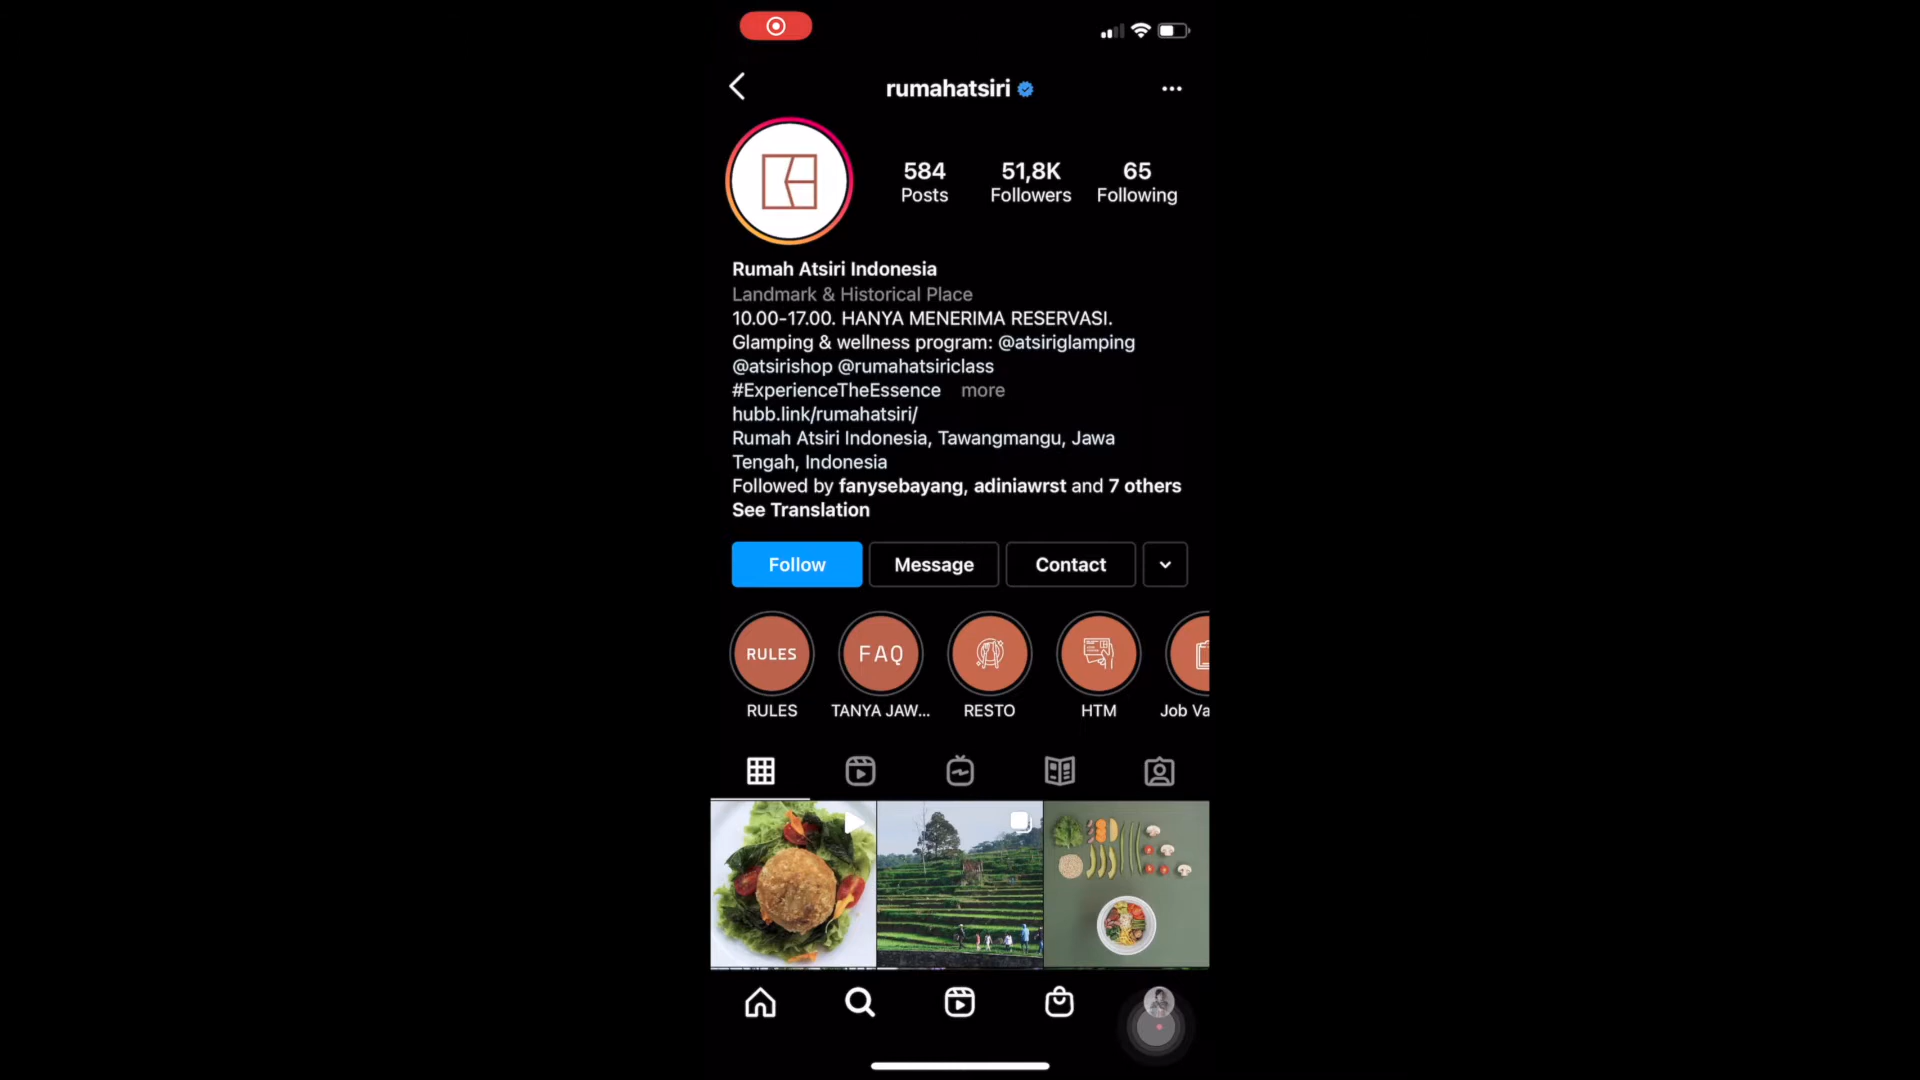 rumahatsiri
584 51,8K 65
Posts Followers Following
Rumah Atsiri Indonesia
Landmark & Historical Place
10.00-17.00. HANYA MENERIMA RESERVASI.
Glamping & wellness program: @atsiriglamping
@atsirishop @rumahatsiriclass
#ExperienceTheEssence more
hubb.link/rumahatsiri/
Rumah Atsiri Indonesia, Tawangmangu, Jawa
Tengah, Indonesia
Followed by fanysebayang, adiniawrst and 7 others
See Translation
Follow Message Contact
RULES FAQ
RULES TANYA JAW... RESTO HTM Job Va